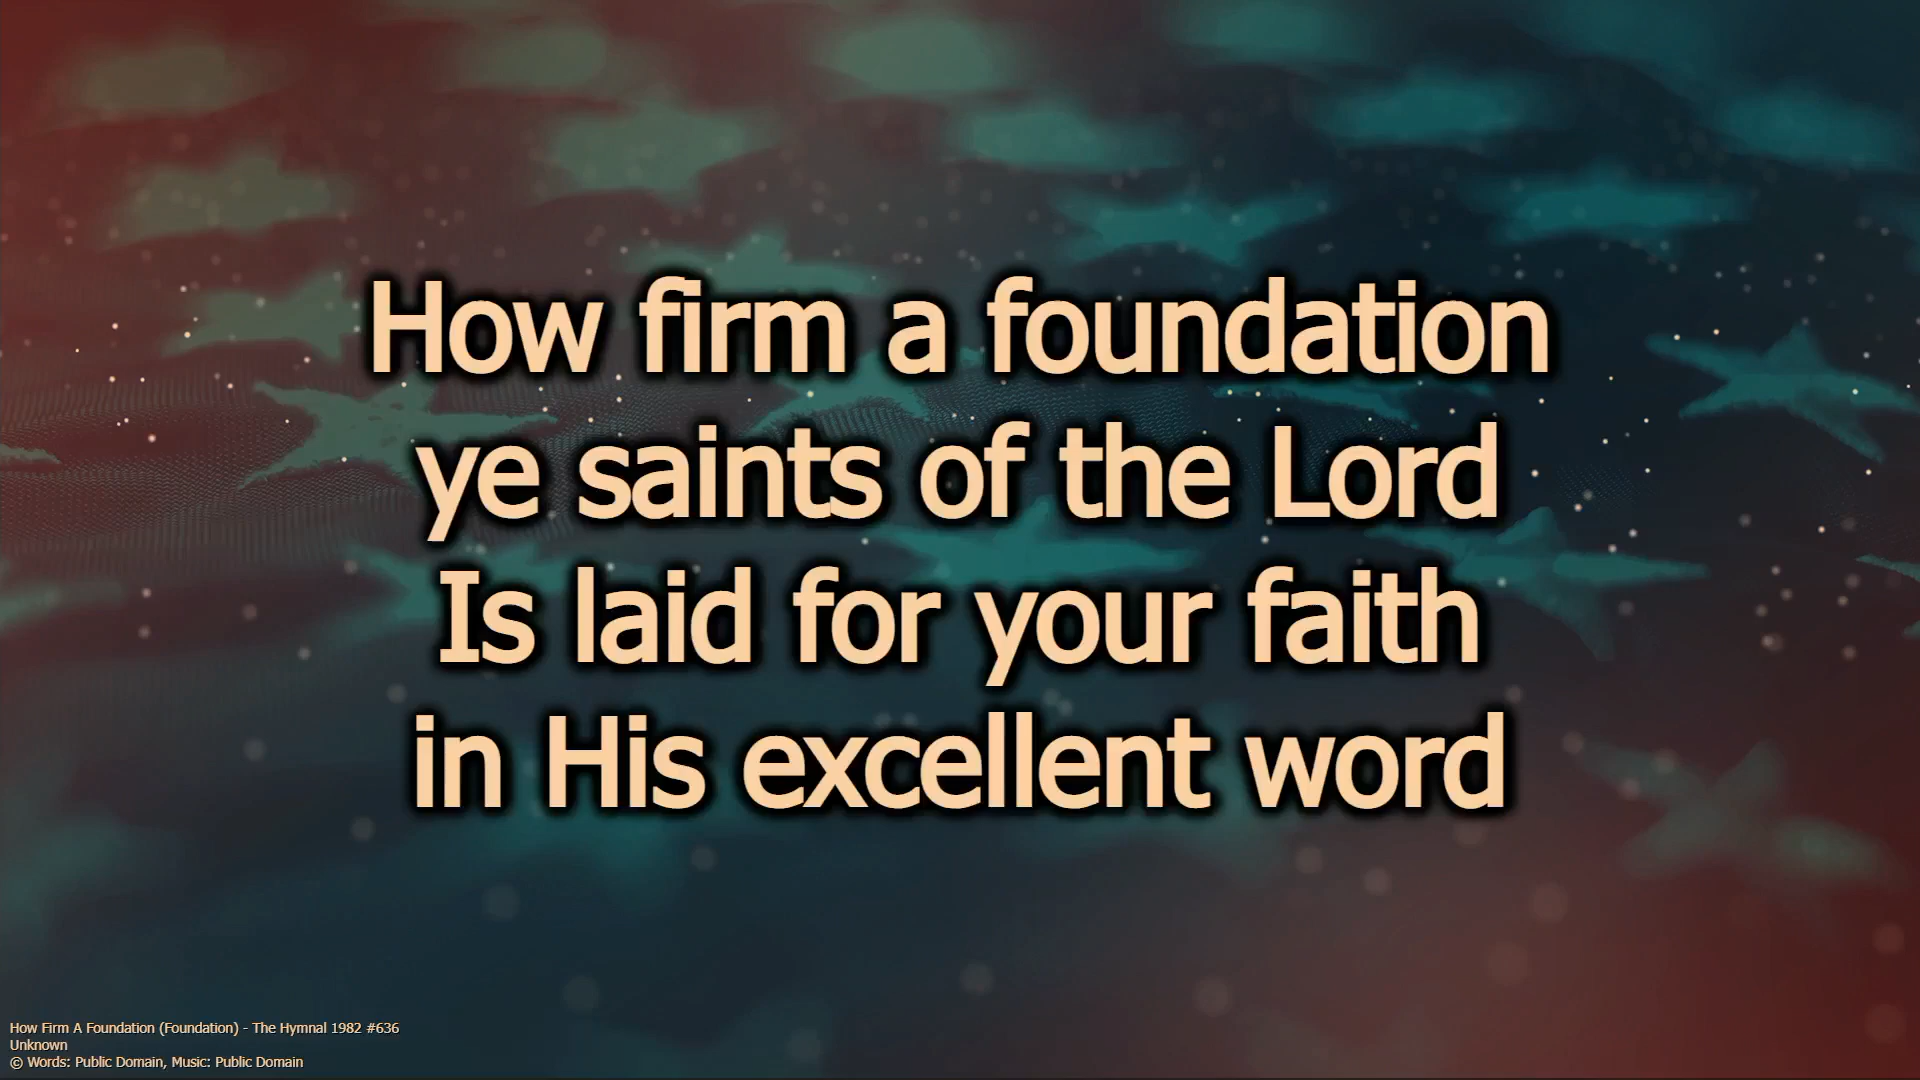 How firm a foundation
ye saints of the Lord
Is laid for your faith
in His excellent word
How Firm A Foundation (Foundation) - The Hymnal 1982 #636
Unknown
© Words: Public Domain, Music: Public Domain